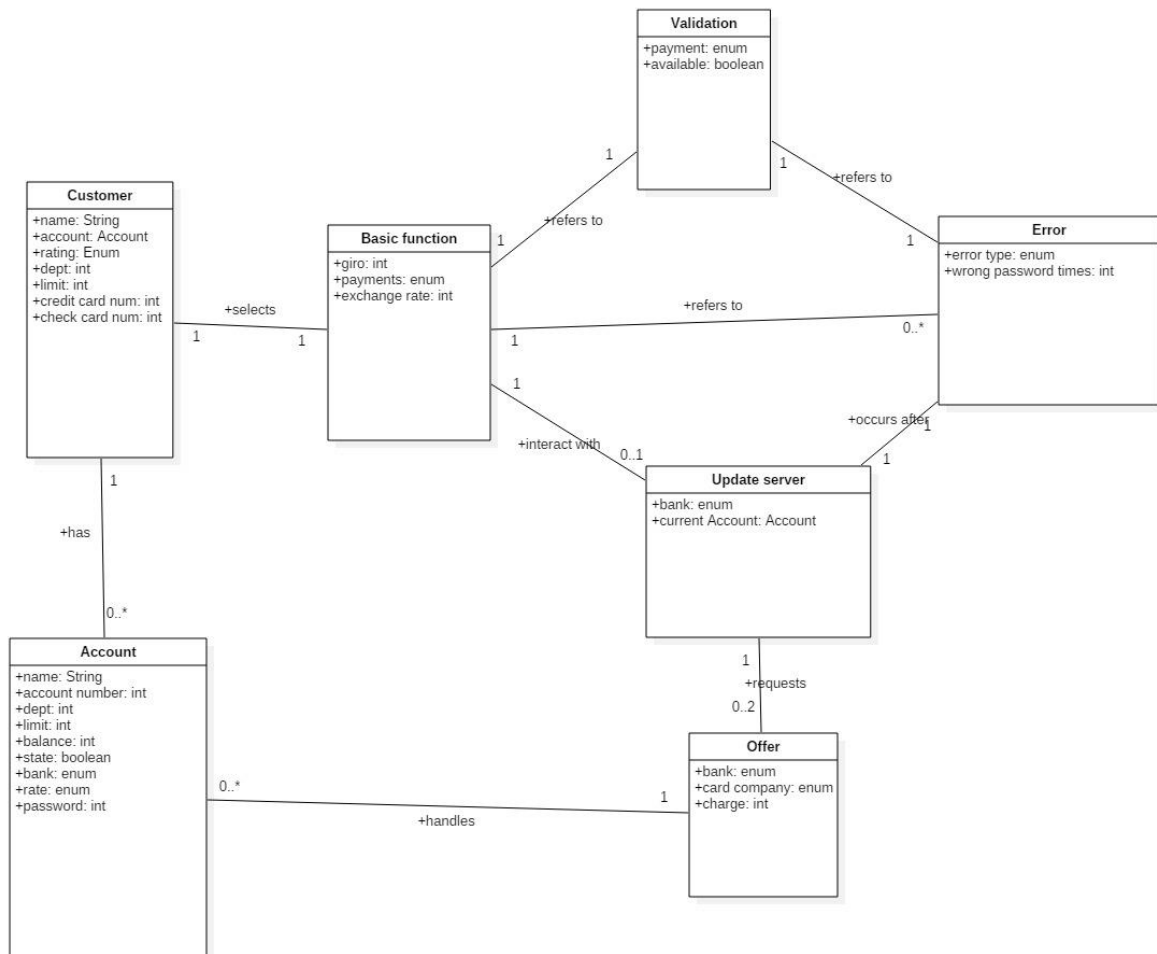 Validation
+payment: enum
+available: boolean
1
1
+refers to
+refers to
1
1
Customer
+name: String
+account: Account
+rating: Enum
+dept: int
+limit: int
+credit card num: int
+check card num: int
+selects
1
1
Basic function
+giro: int
+payments: enum
+exchange rate: int
Error
+error type: enum
+wrong password times: int
+refers to
1
0..*
1
+interact with
0..1
+occurs after
1
1
Update server
+bank: enum
+current Account: Account
1
+has
0..*
1
+requests
0..2
Account
+name: String
+account number: int
+dept: int
+limit: int
+balance: int
+state: boolean
+bank: enum
+rate: enum
+password: int
0..*
+handles
1
Offer
+bank: enum
+card company: enum
+charge: int